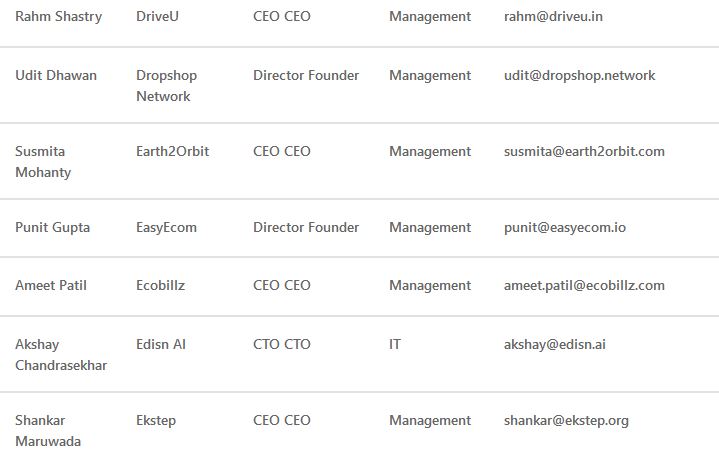 Rahm Shastry DriveU CEO CEO Management rahm@driveu.in
Udit Dhawan Dropshop Director Founder Management udit@dropshop.network
Network
Susmita Earth2Orbit CEO CEO Management susmita@earth2orbit.com
Mohanty
Punit Gupta EasyEcom Director Founder Management punit@easyecom.io
Ameet Patil Ecobillz CEO CEO Management ameet.patil@ecobillz.com
Akshay Edisn AI CTO CTO IT akshay@edisn.ai
Chandrasekhar
Shankar Ekstep CEO CEO Management shankar@ekstep.org
Maruwada